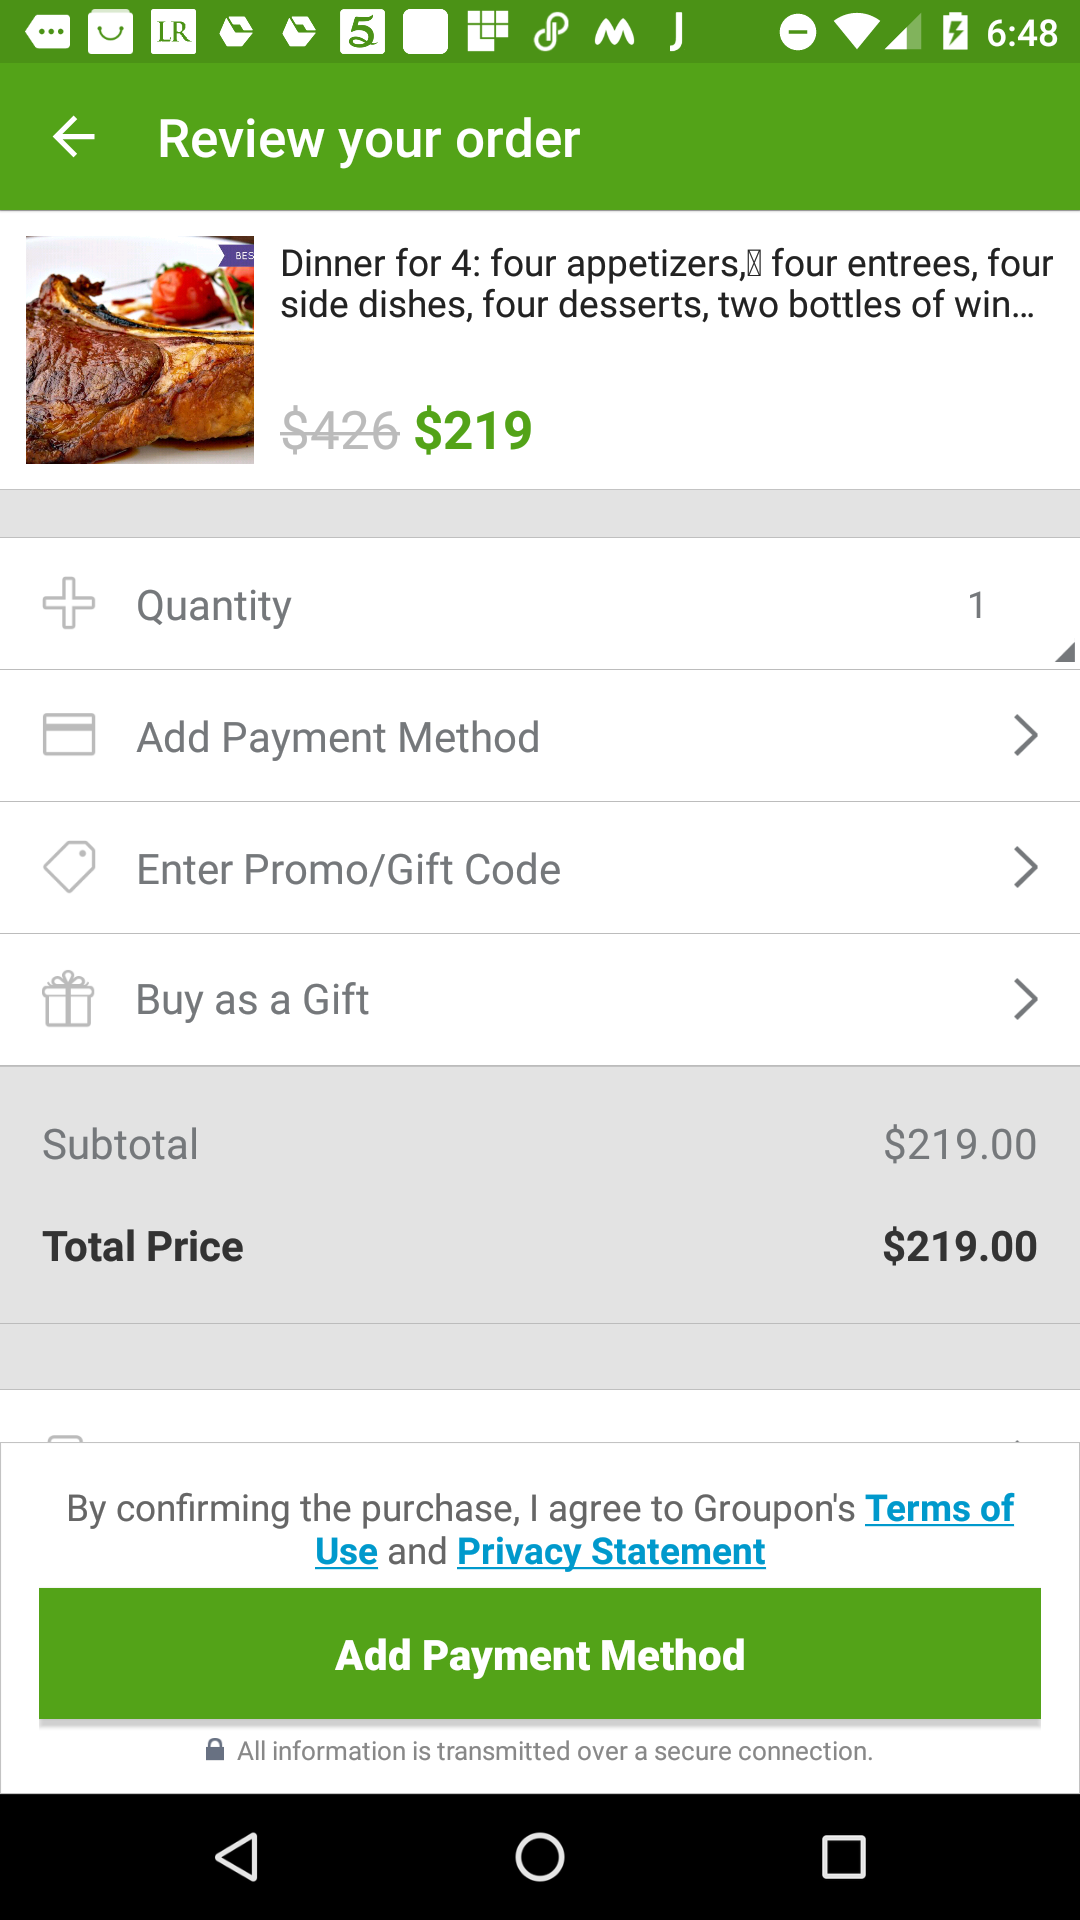 LR 5 J 6:48
Review your order
BES
Dinner for 4: four appetizers, four entrees, four
side dishes, four desserts, two bottles of win...
$426 $219
Quantity 1
Add Payment Method
Enter Promo/Gift Code
Buy as a Gift
Subtotal $219.00
Total Price $219.00
By confirming the purchase, I agree to Groupon's Terms of
Use and Privacy Statement
Add Payment Method
All information is transmitted over a secure connection.